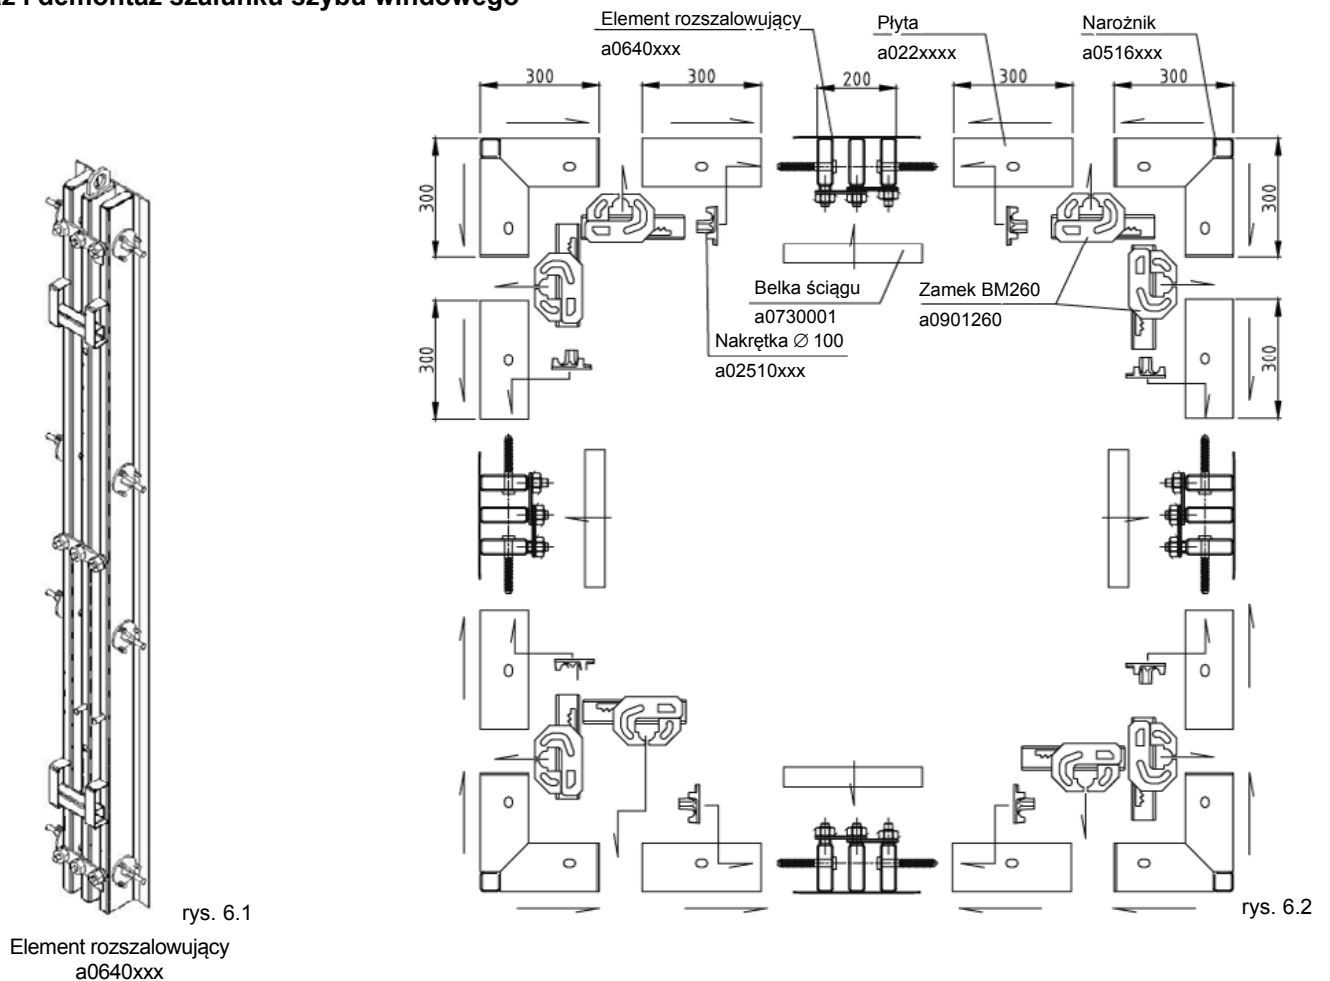 i demontaż szalunku szybu windowego
Element rozszalowujący
a0640xxx
Płyta
a022xxxx
Narożnik
a0516xxx
300
300
200
300
300
300
300
300
300
Belka ściągu
a0730001
Zamek BM260
a0901260
Nakrętka ∅ 100
a02510xxx
rys. 6.1
rys. 6.2
Element rozszalowujący
a0640xxx